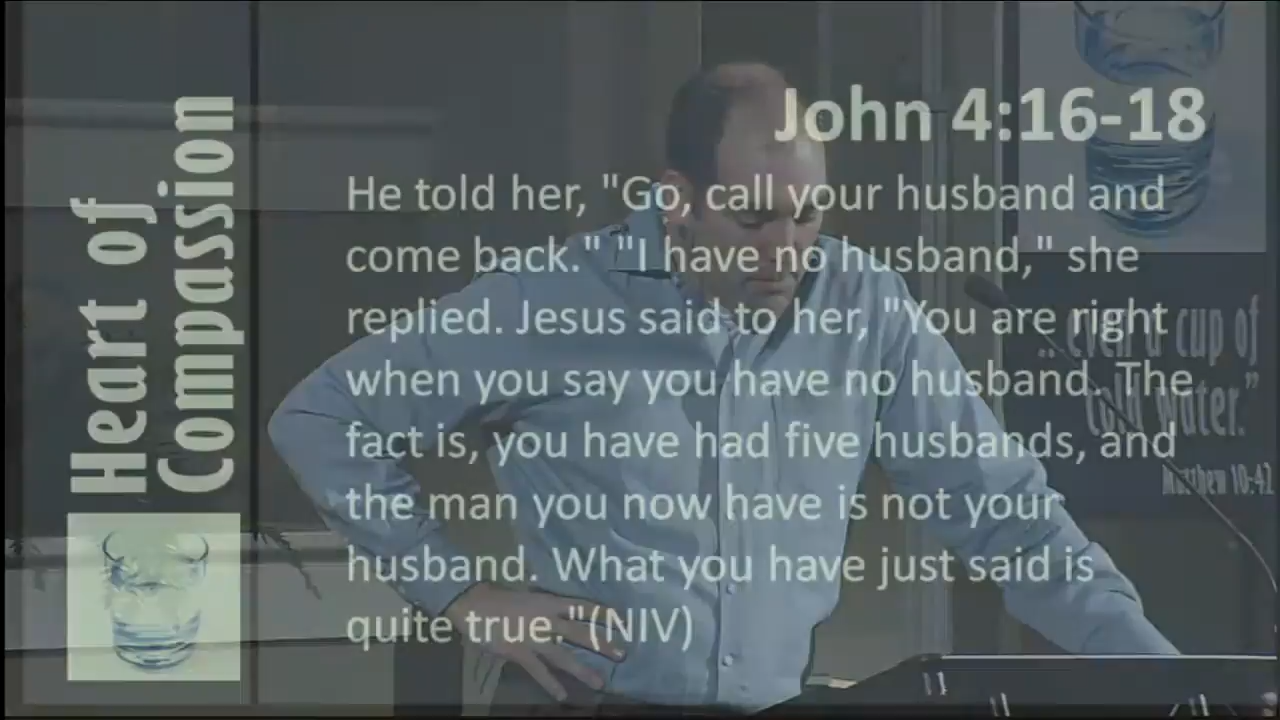 Heart of
Compassion
John 4:16-18
He told her, "Go, call your husband and
come back." "I have no husband," she
replied. Jesus said to her, "You are right
when you say you have no husband. The
fact is, you have had five husbands, and
the man you now have is not your
husband. What you have just said is
quite true."(NIV)
...even a cup of
cold water."
Matthew 10:42